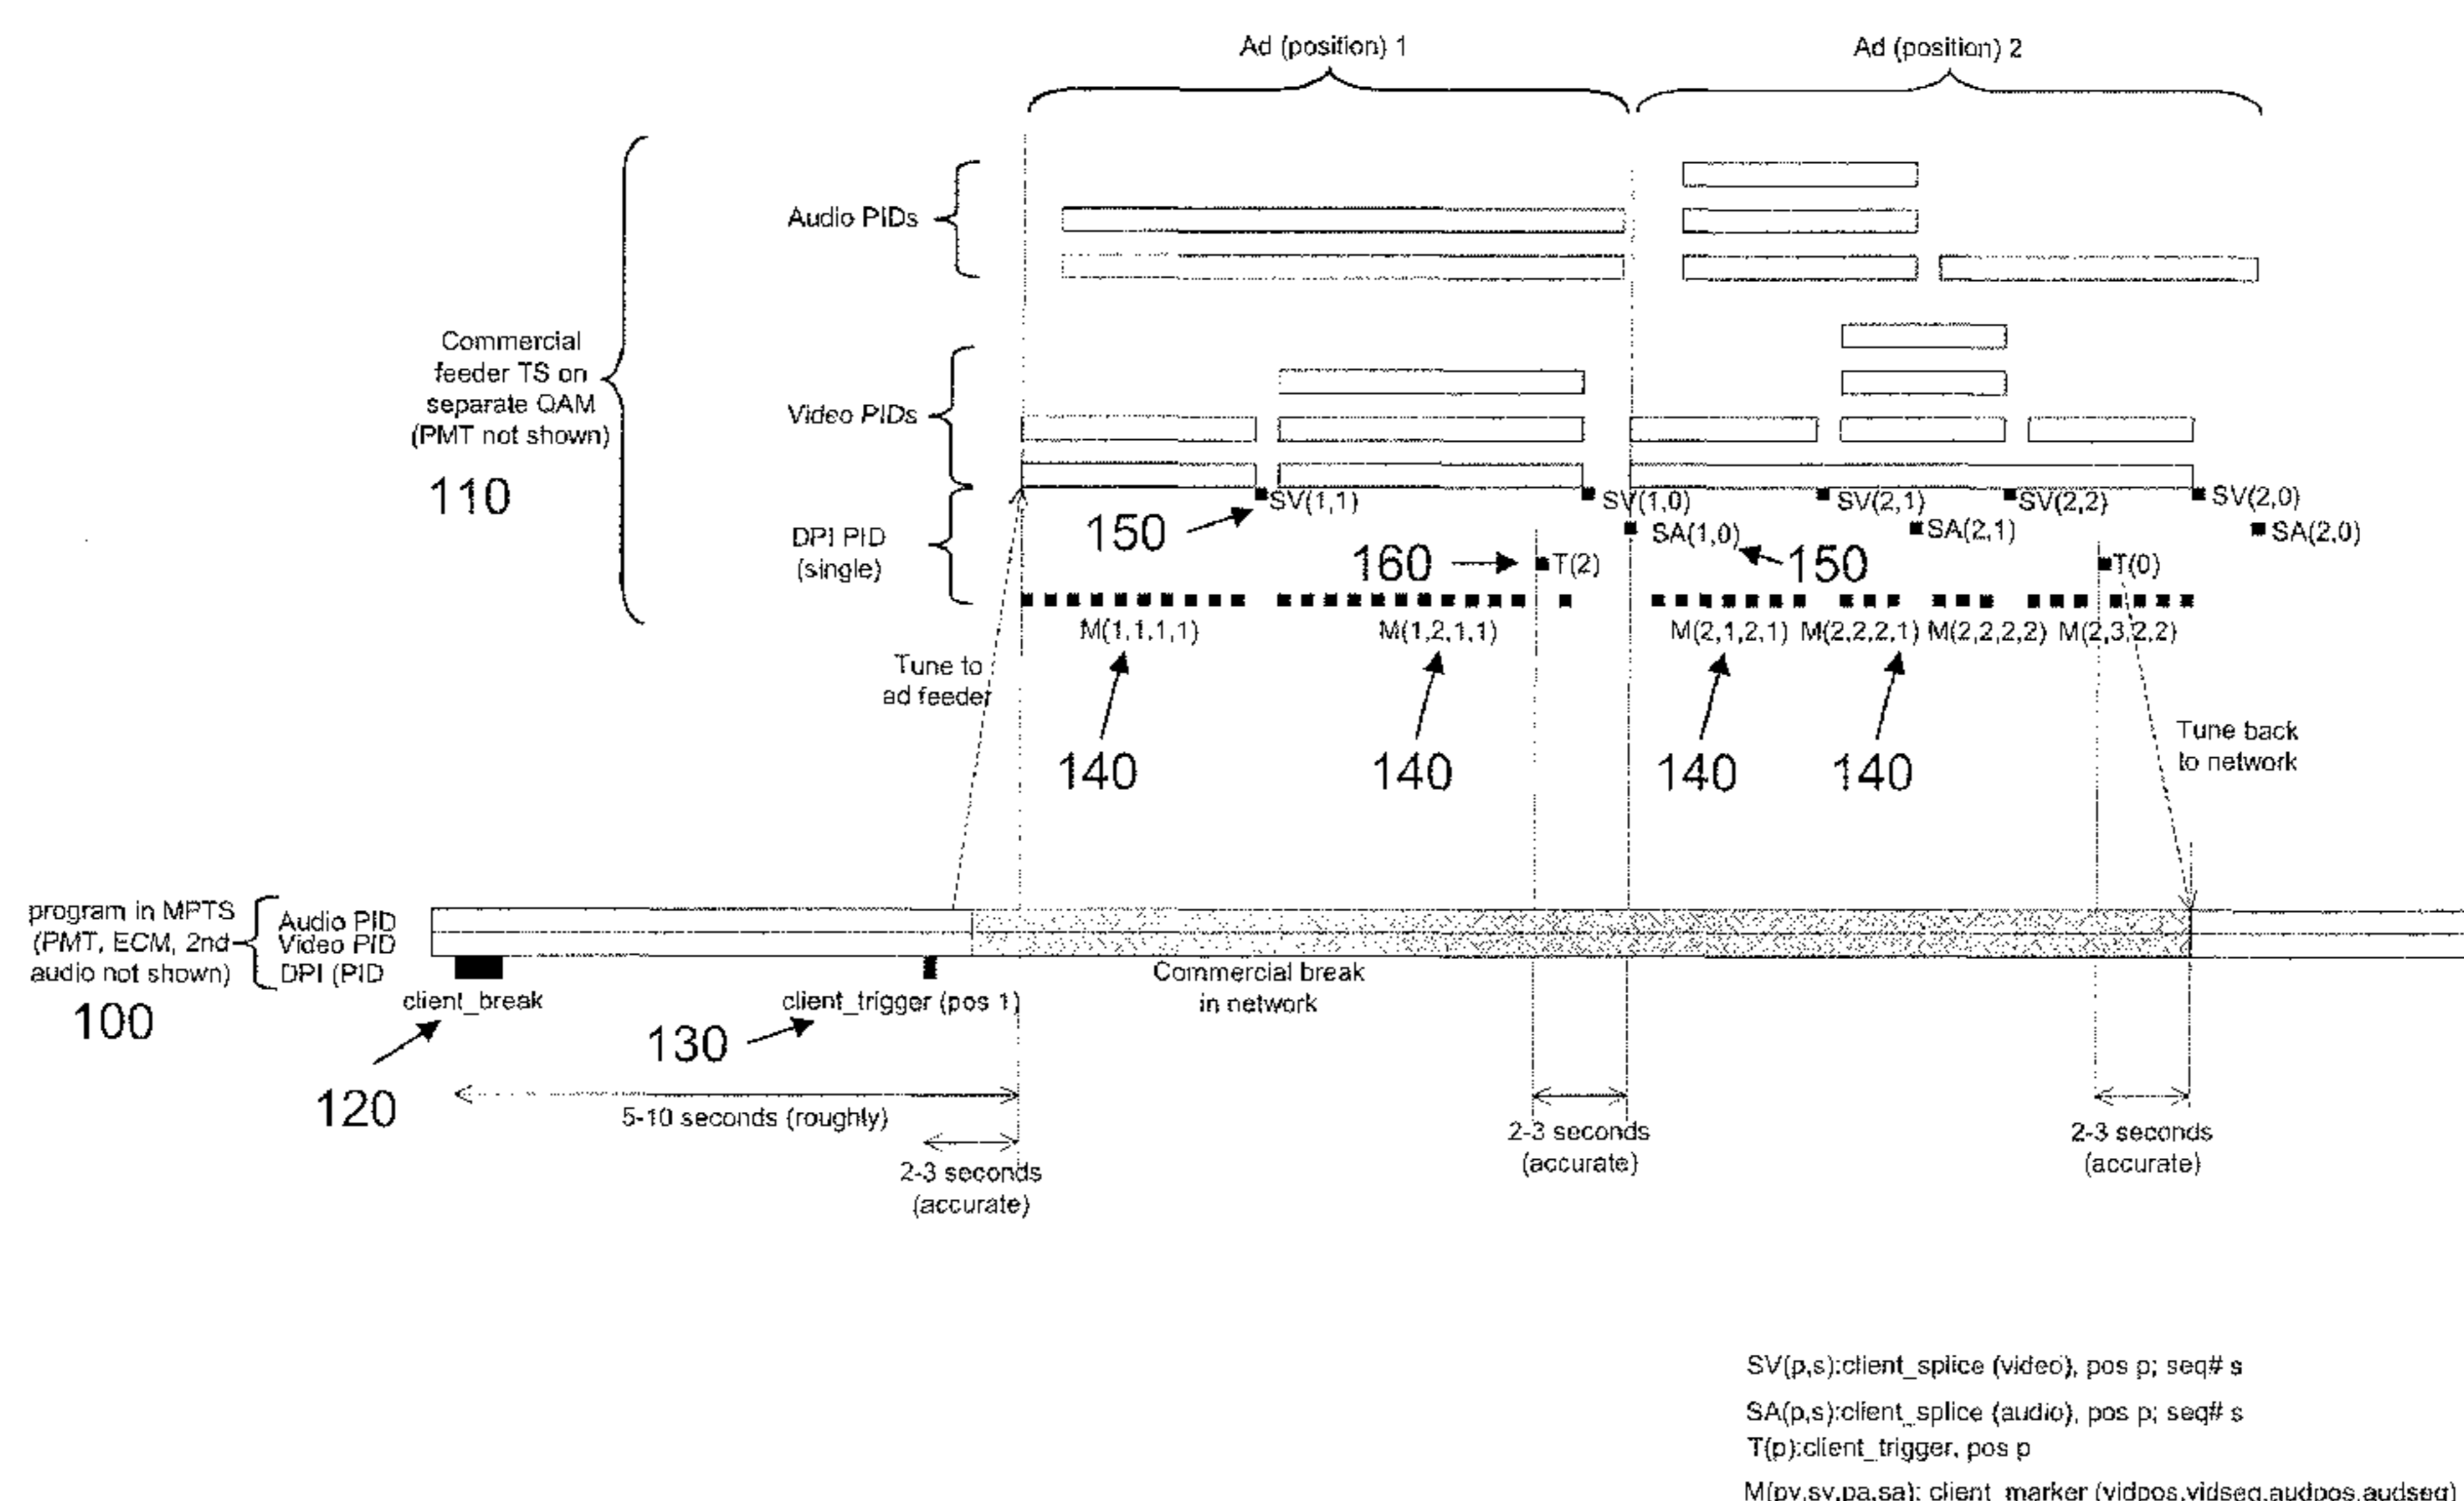 Ad (position) 1
Ad (position) 2
Audio PIDs
Commercial
feeder TS on
separate QAM
(PMT not shown)
110
Video PIDs
DPI PID
(single)
SV(1,1)
SV(1,0)
SV(2,1)
SV(2,2)
SV(2,0)
150
SA(1,0)
SA(2,1)
SA(2,0)
160
T(2)
150
T(0)
M(1,1,1,1)
M(1,2,1,1)
M(2,1,2,1)
M(2,2,2,1)
M(2,2,2,2)
M(2,3,2,2)
Tune to
ad feeder
140
140
140
140
Tune back
to network
program in MPTS
(PMT, ECM, 2nd
audio not shown)
100
Audio PID
Video PID
DPI (PID
client_break
120
client_trigger (pos 1)
130
Commercial break
in network
5-10 seconds (roughly)
2-3 seconds
(accurate)
2-3 seconds
(accurate)
2-3 seconds
(accurate)
SV(p,s):client_splice (video), pos p; seq# s
SA(p,s):client_splice (audio), pos p; seq# s
T(p):client_trigger, pos p
M(pv,sv,pa,sa): client_marker (vidpos,vidseq,audpos,audseq)